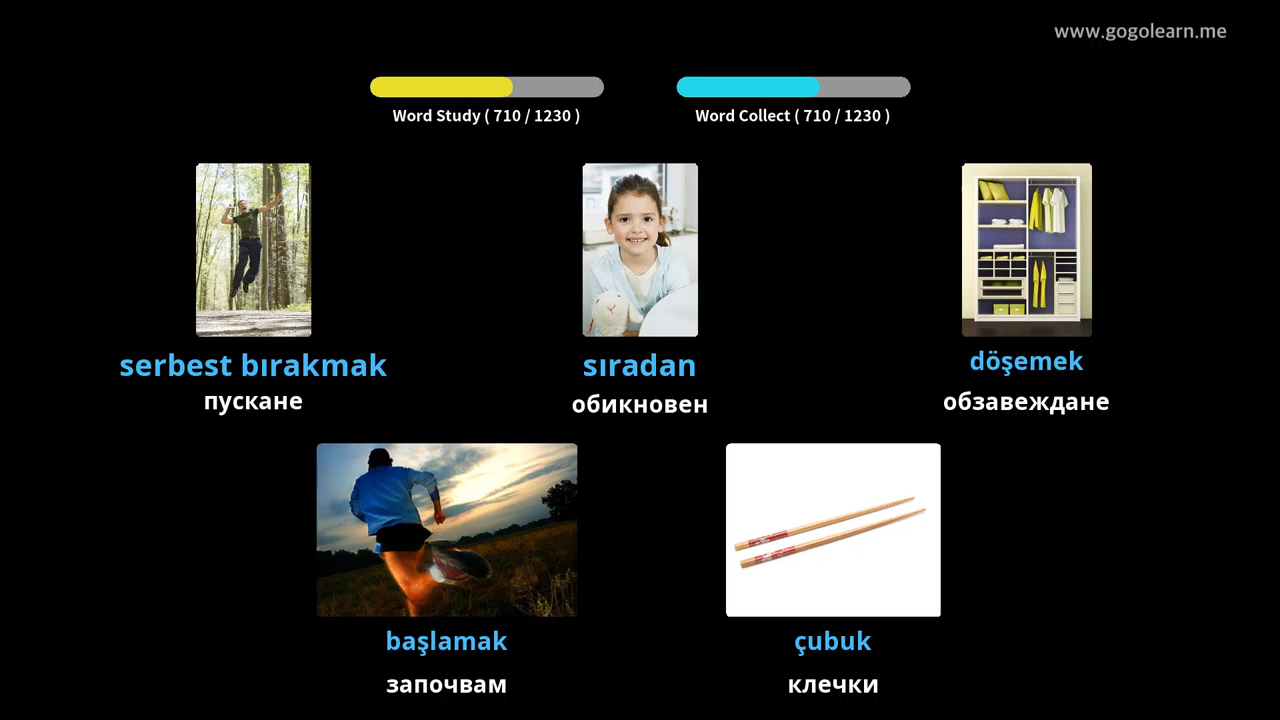 www.gogolearn.me
Word Study ( 710 / 1230 )
Word Collect ( 710 / 1230 )
serbest bırakmak
пускане
sıradan
обикновен
döşemek
обзавеждане
başlamak
започвам
çubuk
клечки